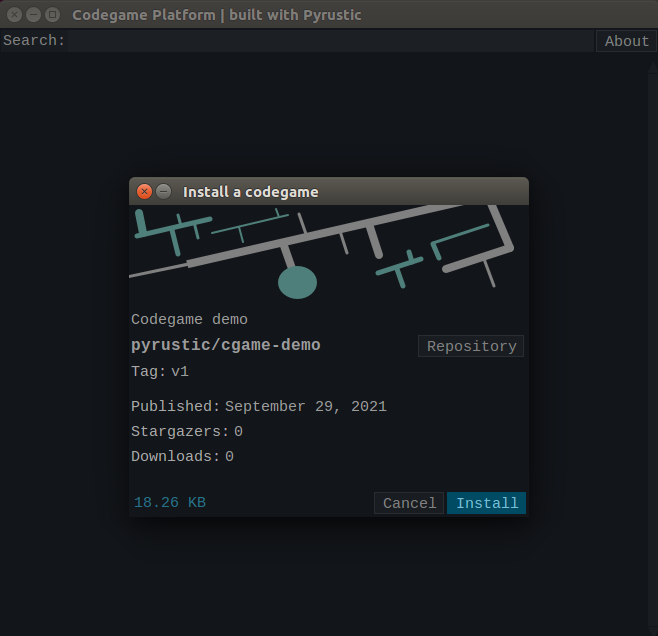 Codegame Platform | built with Pyrustic
Search:
About
Install a codegame
Codegame demo
pyrustic/cgame-demo
Repository
Tag: v1
Published: September 29, 2021
Stargazers: 0
Downloads: 0
18.26 KB
Cancel
Install